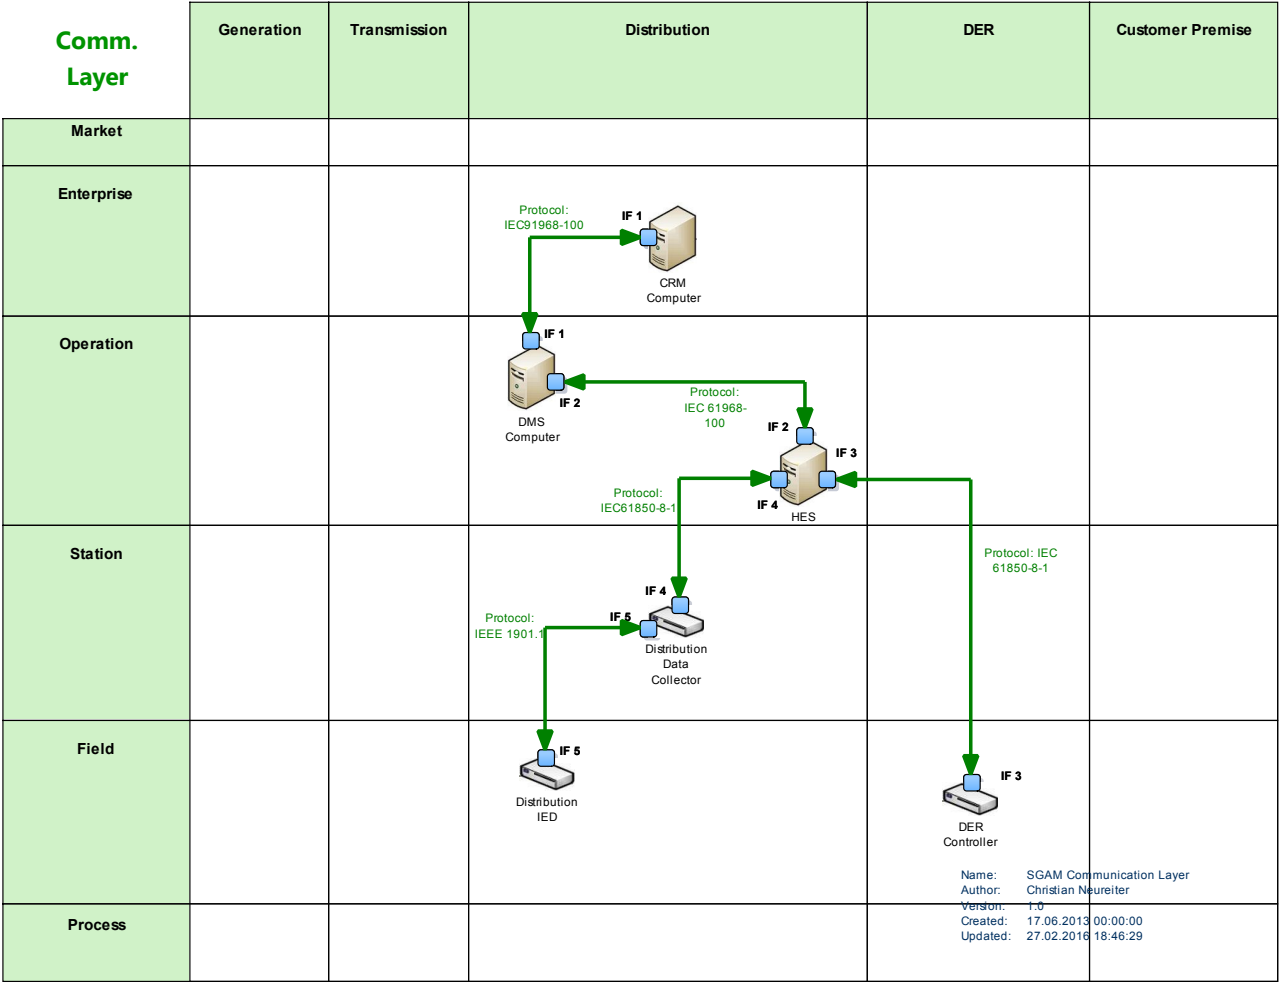 Comm.
Layer
Generation
Transmission
Distribution
DER
Customer Premise
Market
Enterprise
Protocol:
IEC91968-100
IF 1
CRM
Computer
Operation
IF 1
IF 2
DMS
Computer
Protocol:
IEC 61968-
100
IF 2
IF 3
IF 4
HES
Protocol:
IEC61850-8-1
Station
Protocol: IEC
61850-8-1
IF 4
IF 5
Protocol:
IEEE 1901.1
Distribution
Data
Collector
Field
IF 5
Distribution
IED
IF 3
DER
Controller
Name: SGAM Communication Layer
Author: Christian Neureiter
Version: 1.0
Created: 17.06.2013 00:00:00
Updated: 27.02.2016 18:46:29
Process